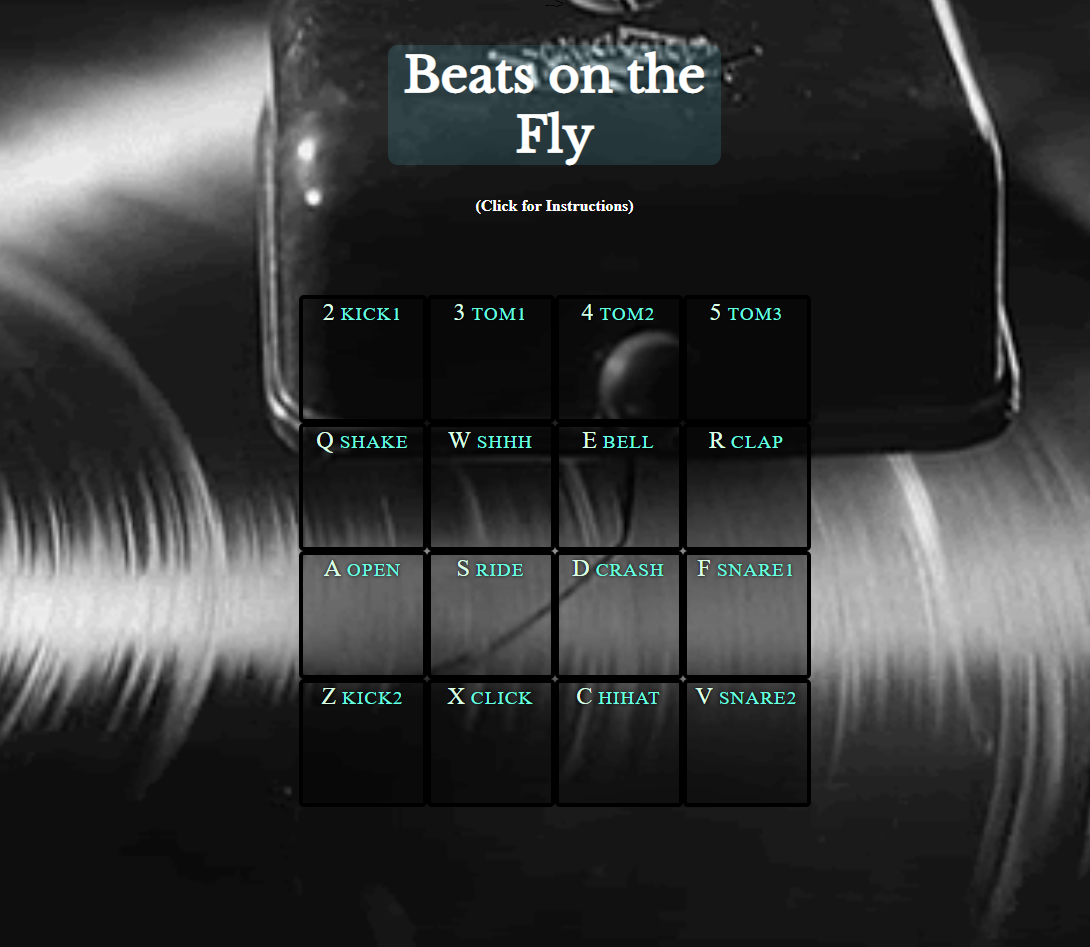 -->
Beats on the
Fly
(Click for Instructions)
2 KICK1 3 TOM1 4 TOM2 5 TOM3
Q SHAKE W SHHH E BELL R CLAP
A OPEN S RIDE D CRASH F SNARE1
Z KICK2 X CLICK C HIHAT V SNARE2